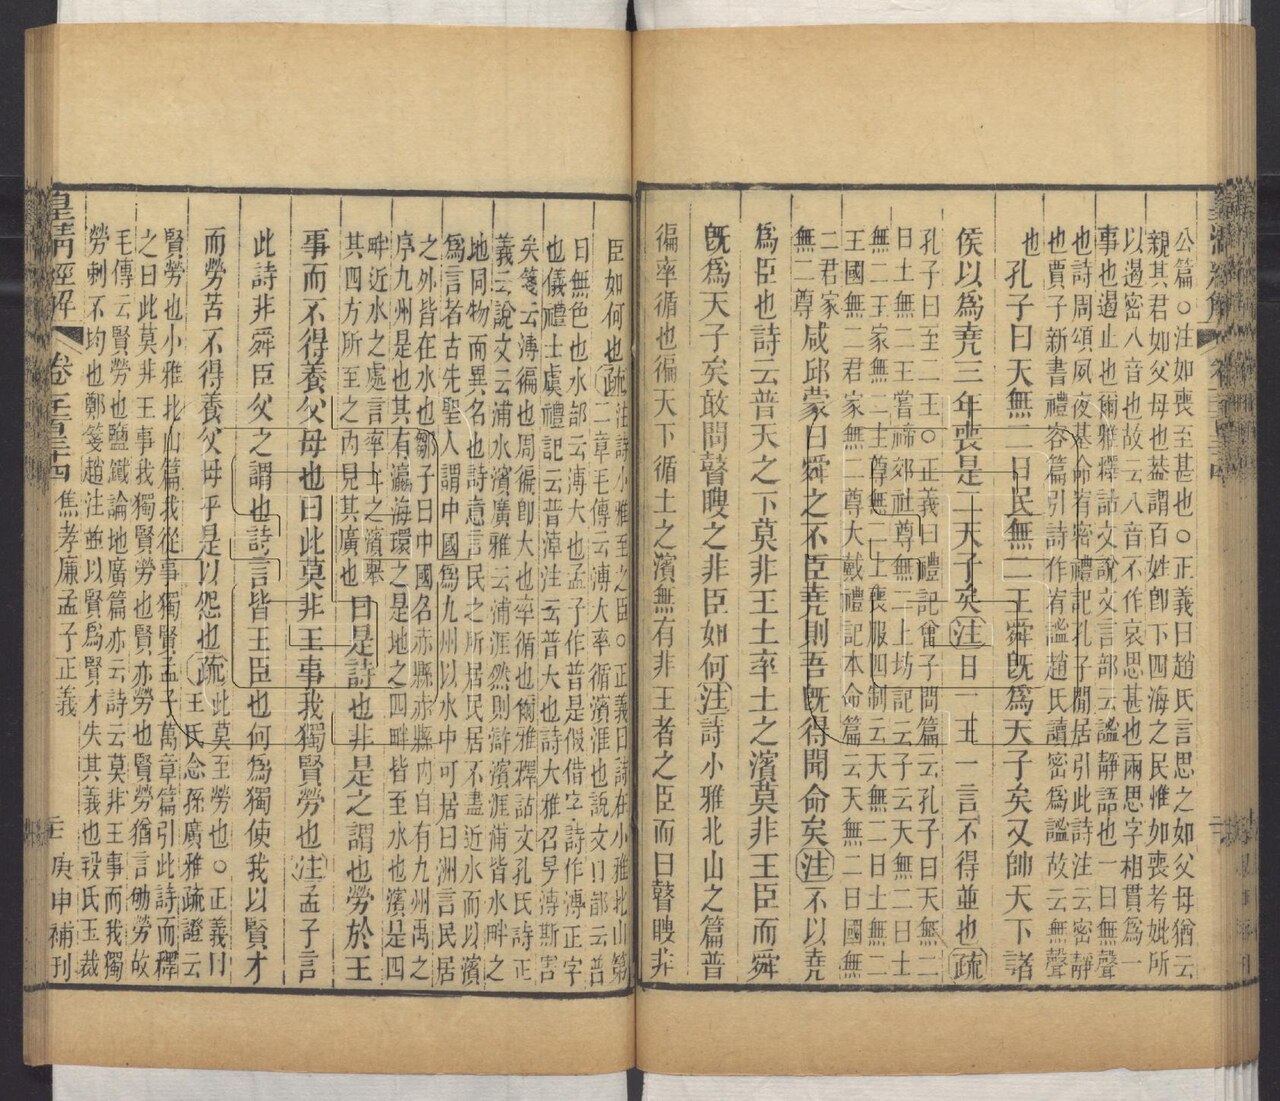 公篇○注如喪至甚也○正義曰趙氏言思之如父母猶云
親其君如父母也葢謂百姓卽下四海之民惟如喪考妣所
以遏密八音也故云八音不作哀思甚也兩思字相貫爲一
事也遏止也爾雅釋詁文說文言部云謐靜語也一曰無聲
也詩周頌夙夜基命宥密禮記孔子閒居引此詩注云密靜
也賈子新書禮容篇引詩作宥謐趙氏讀密爲謐故云無聲
也
孔子曰天無二日民無二王舜旣爲天子矣又帥天下諸
侯以爲堯三年喪是二天子矣注日一王一言不得並也疏
孔子曰至二王○正義曰禮記曾子問篇云孔子曰天無二
日土無二王嘗禘郊社尊無二上坊記云子云天無二日土
無二王家無二主尊無二上喪服四制云天無二日土無二
王國無二君家無二尊大戴禮記本命篇云天無二日國無
二君家
無二尊
咸邱蒙曰舜之不臣堯則吾旣得聞命矣注不以堯
爲臣也詩云普天之下莫非王土率土之濱莫非王臣而舜
旣爲天子矣敢問瞽瞍之非臣如何注詩小雅北山之篇普
徧率循也徧天下循土之濱無有非王者之臣而曰瞽瞍非
臣如何也疏
注詩小雅至之臣○正義曰詩在小雅北山第
二章毛傳云溥大率循濱涯也說文日部云普
日無色也水部云溥大也孟子作普是假借字詩作溥正字
也儀禮士虞禮記云普淖注云普大也詩大雅召旻溥斯害
矣箋云溥徧也周徧卽大也率循也爾雅釋詁文孔氏詩正
義云說文云浦水濱廣雅云浦涯然則滸濱涯浦皆水畔之
地同物而異名也詩意言民之所居民居不盡近水而以濱
爲言者古先聖人謂中國爲九州以水中可居曰洲言民居
之外皆在水也鄒子曰中國名赤縣赤縣內自有九州禹之
序九州是也其有瀛海環之是地之四畔皆至水也濱是四
畔近水之處言率土之濱舉
其四方所至之內見其廣也
曰是詩也非是之謂也勞於王
事而不得養父母也曰此莫非王事我獨賢勞也注孟子言
此詩非舜臣父之謂也詩言皆王臣也何爲獨使我以賢才
而勞苦不得養父母乎是以怨也疏
此莫至勞也○正義曰
王氏念孫廣雅疏證云
賢勞也小雅北山篇我從事獨賢孟子萬章篇引此詩而釋
之曰此莫非王事我獨賢勞也賢亦勞也賢勞猶言劬勞故
毛傳云賢勞也鹽鐵論地廣篇亦云詩云莫非王事而我獨
勞剌不均也鄭箋趙注並以賢爲賢才失其義也段氏玉裁
皇清經解 卷千百二十四 焦孝廉孟子正義 庚申補刊